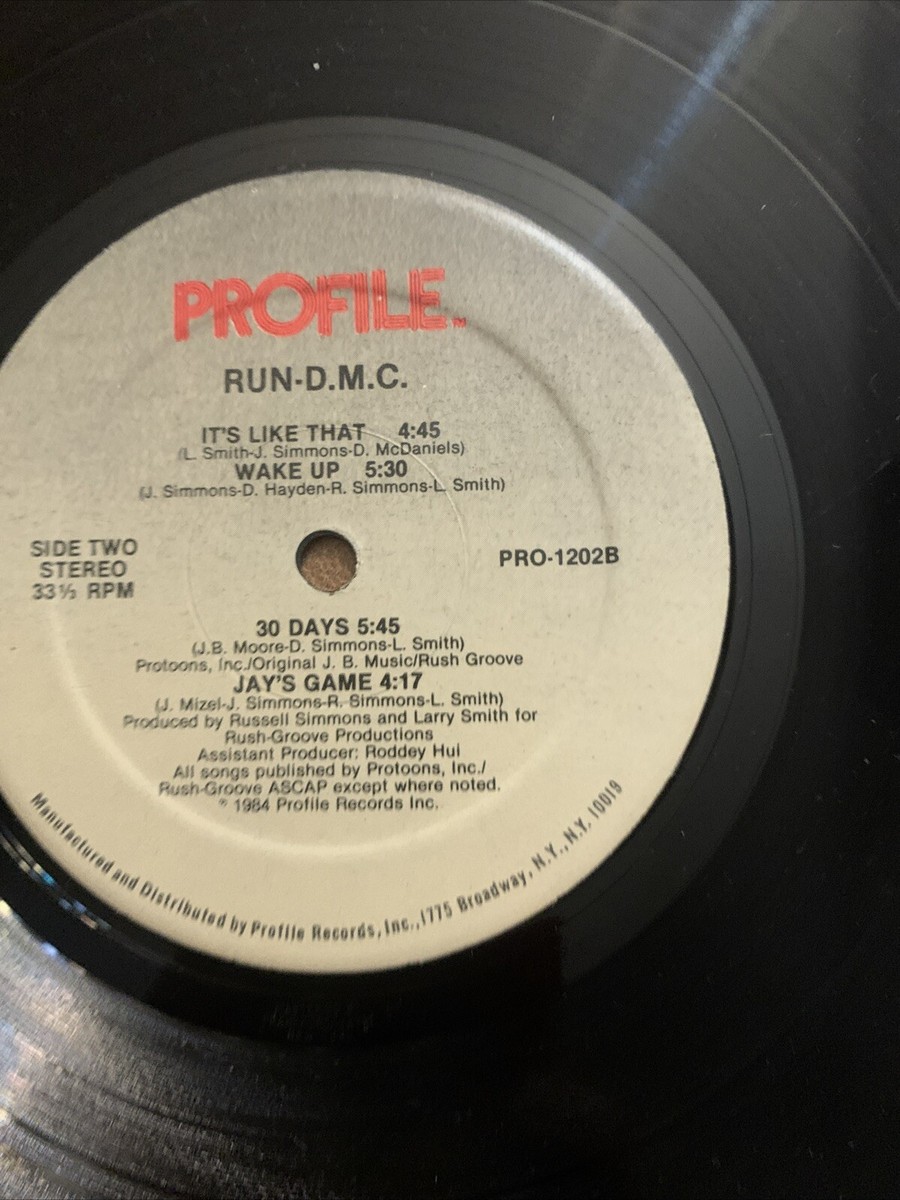 PROFILE™
RUN-D.M.C.
IT'S LIKE THAT 4:45
(L. Smith-J. Simmons-D. McDaniels)
WAKE UP 5:30
(J. Simmons-D. Hayden-R. Simmons-L. Smith)
SIDE TWO
STEREO
33⅓ RPM
PRO-1202B
30 DAYS 5:45
(J.B. Moore-D. Simmons-L. Smith)
Protoons, Inc./Original J. B. Music/Rush Groove
JAY'S GAME 4:17
(J. Mizel-J. Simmons-R. Simmons-L. Smith)
Produced by Russell Simmons and Larry Smith for
Rush-Groove Productions
Assistant Producer: Roddey Hui
All songs published by Protoons, Inc./
Rush-Groove ASCAP except where noted.
℗ 1984 Profile Records Inc.
Manufactured and Distributed by Profile Records, Inc., 1775 Broadway, N.Y., N.Y. 10019